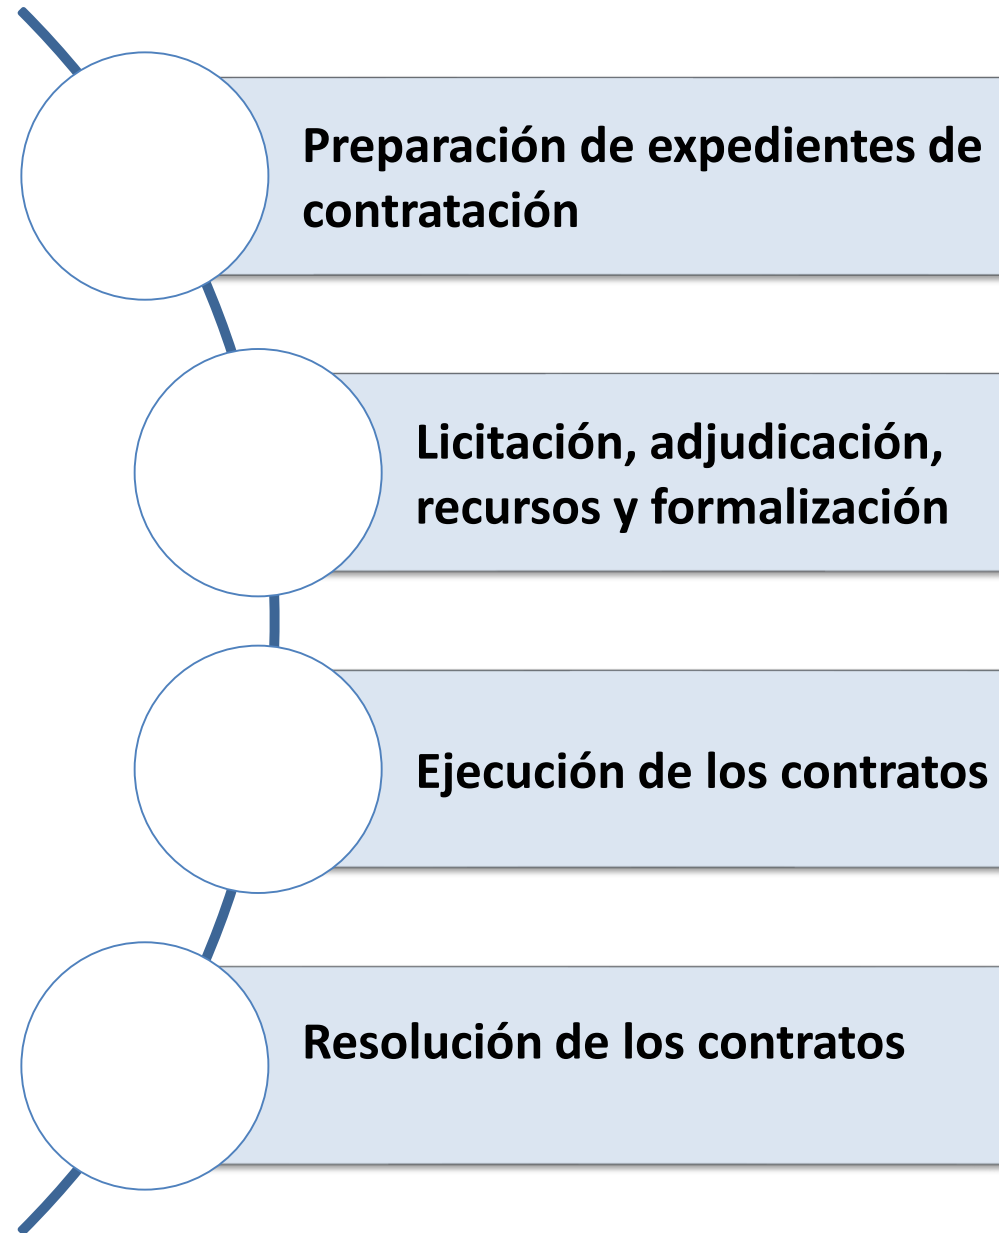 Preparación de expedientes de
contratación
Licitación, adjudicación,
recursos y formalización
Ejecución de los contratos
Resolución de los contratos